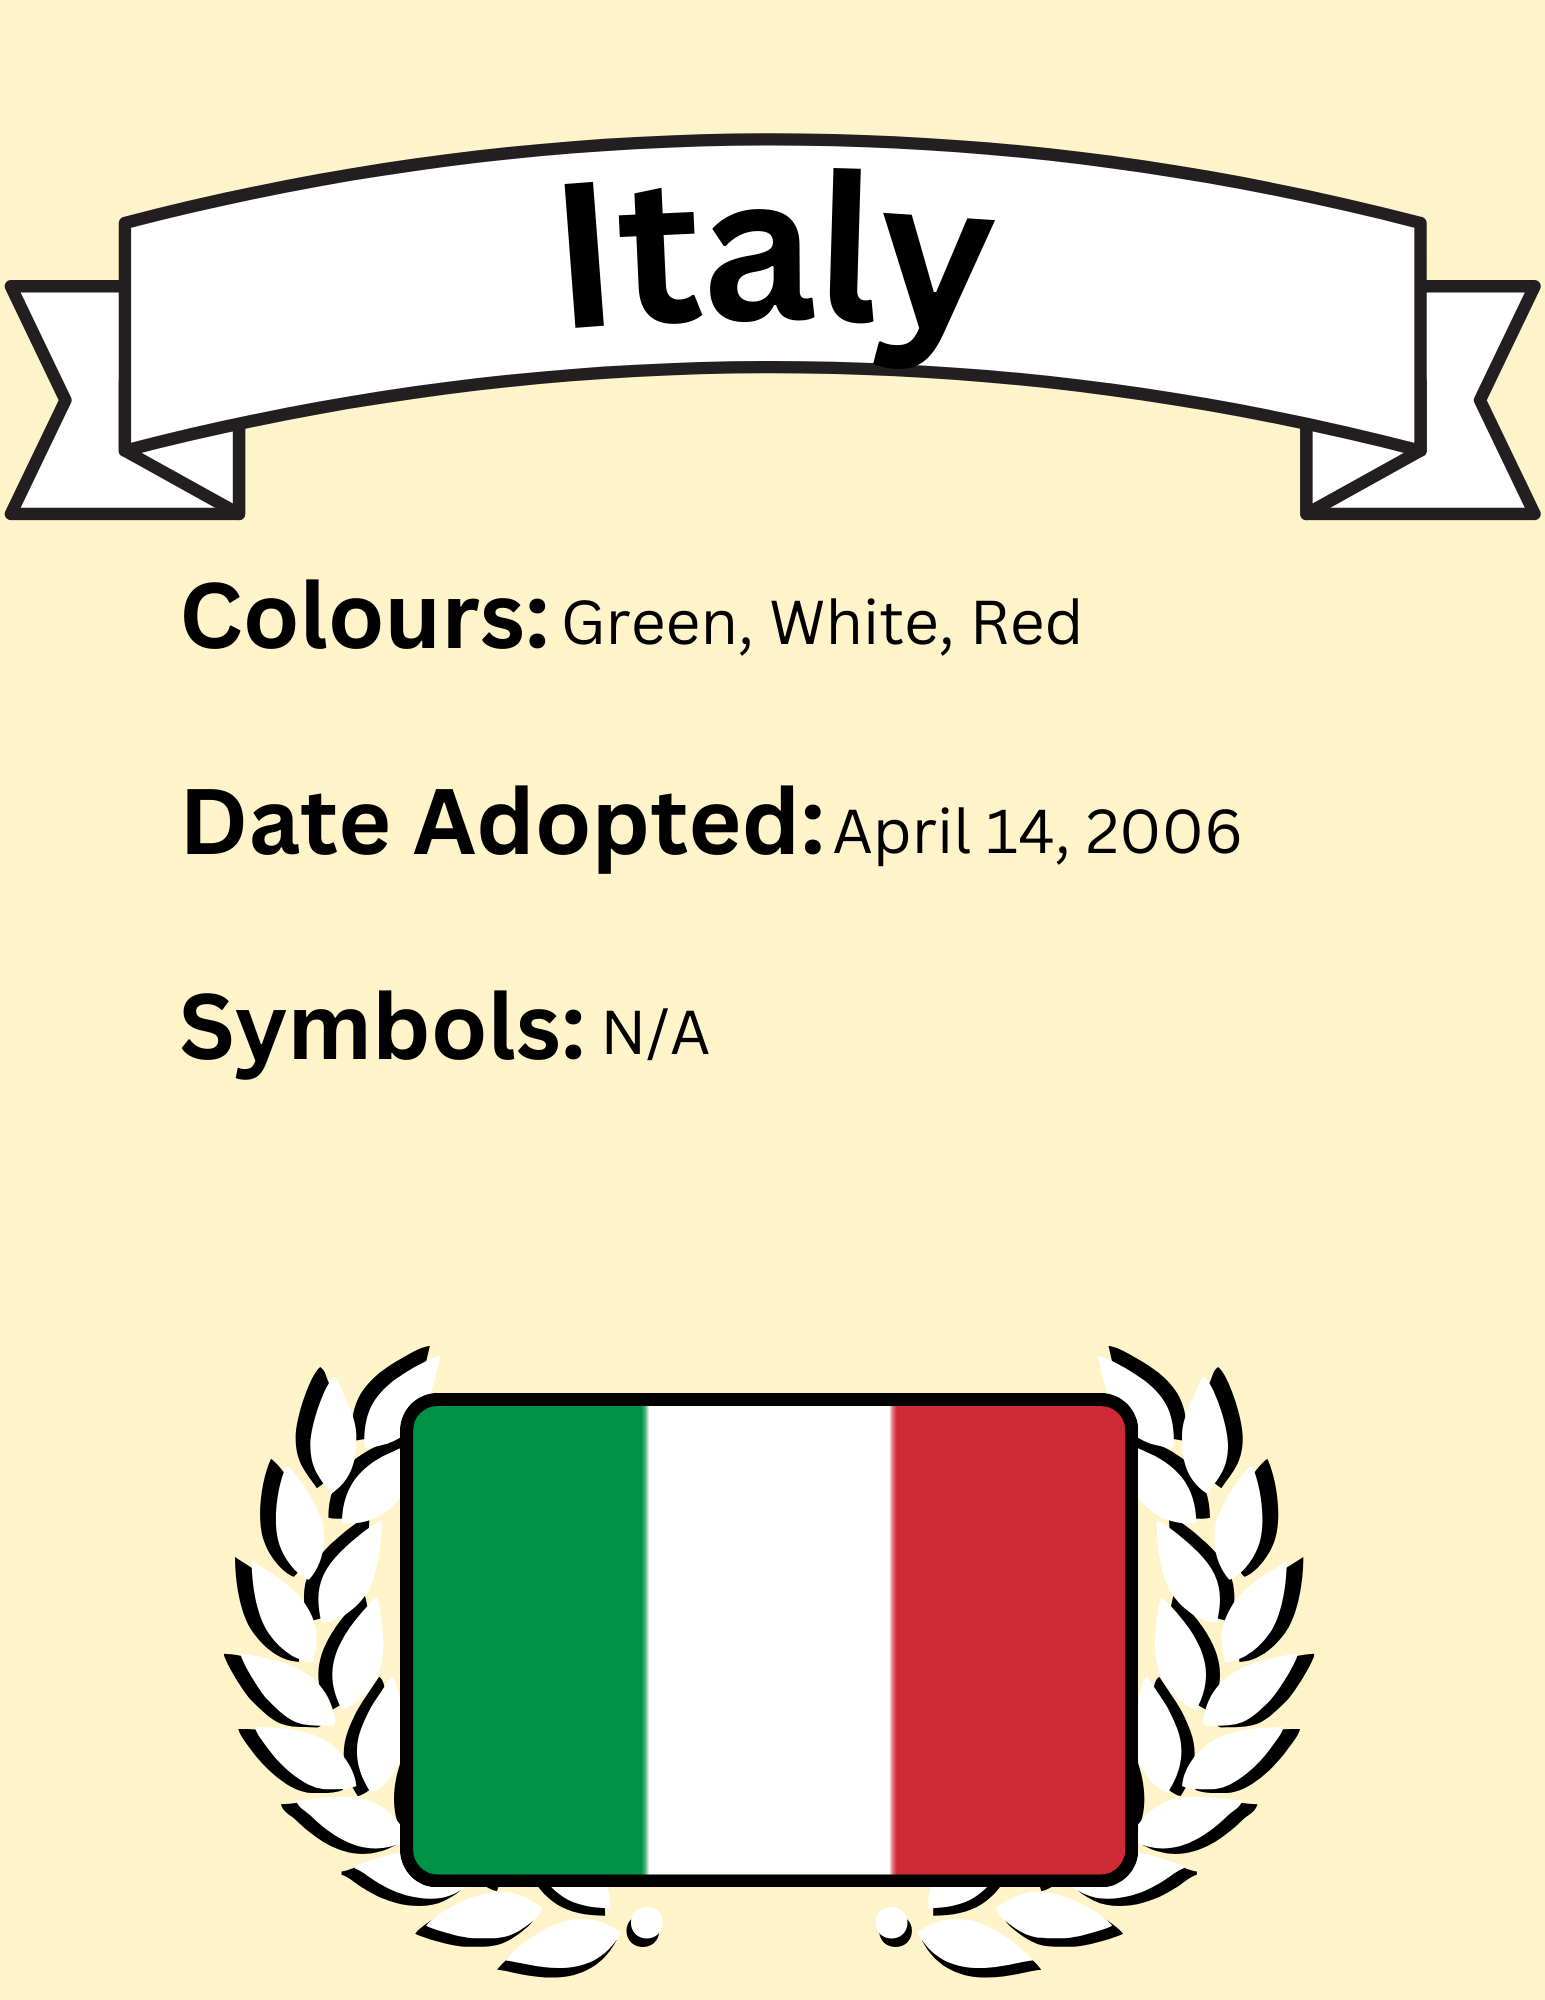 Italy
Colours: Green, White, Red
Date Adopted: April 14, 2006
Symbols: N/A